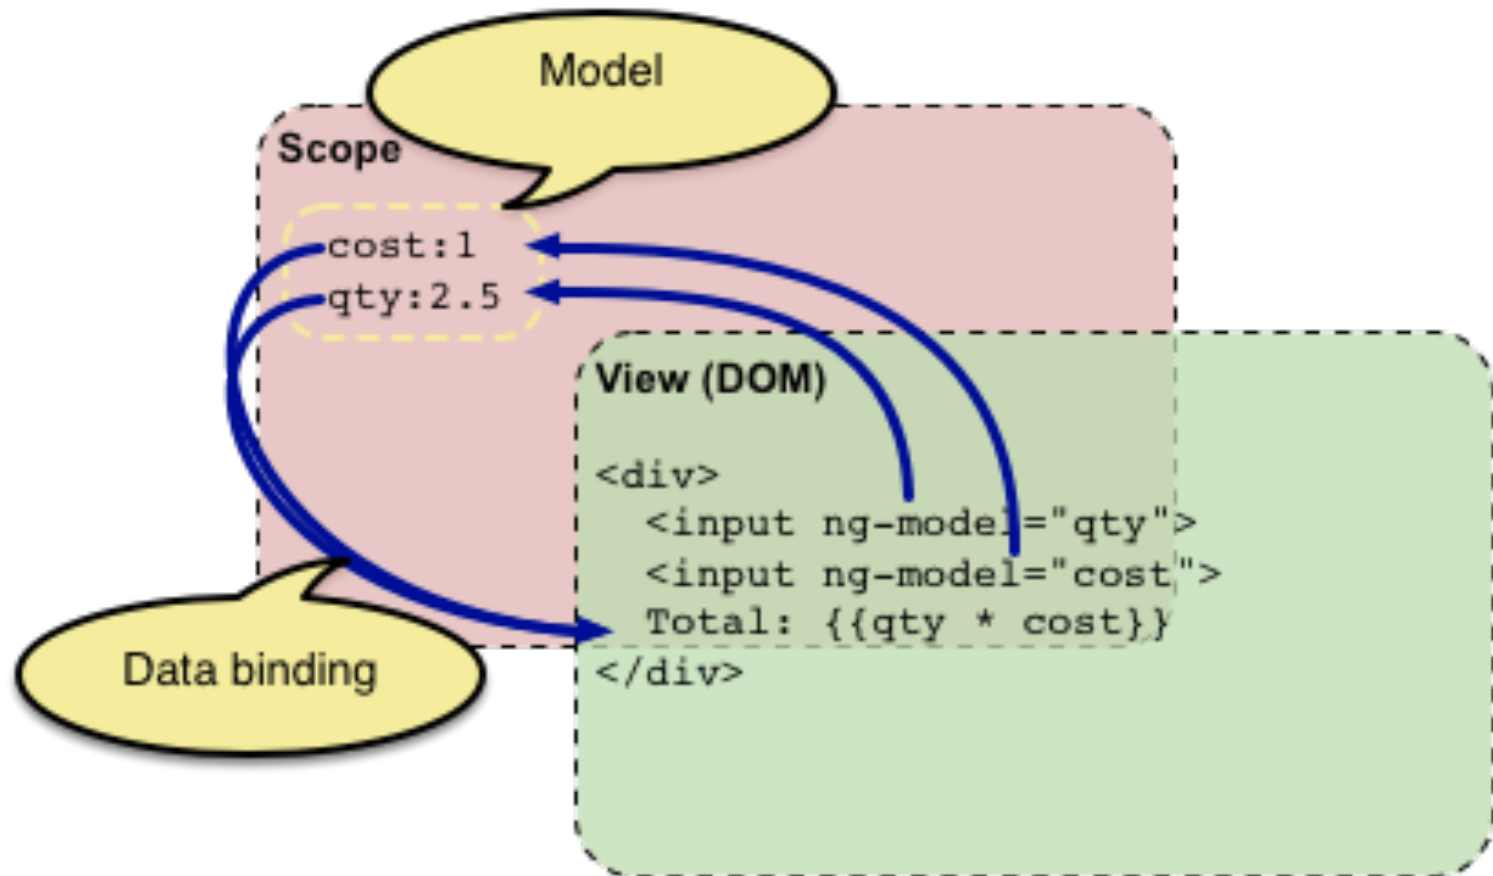 Model
Scope
cost:1
qty:2.5
View (DOM)
<div>
<input ng-model="qty">
<input ng-model="cost">
Total: {{qty * cost}}
</div>
Data binding